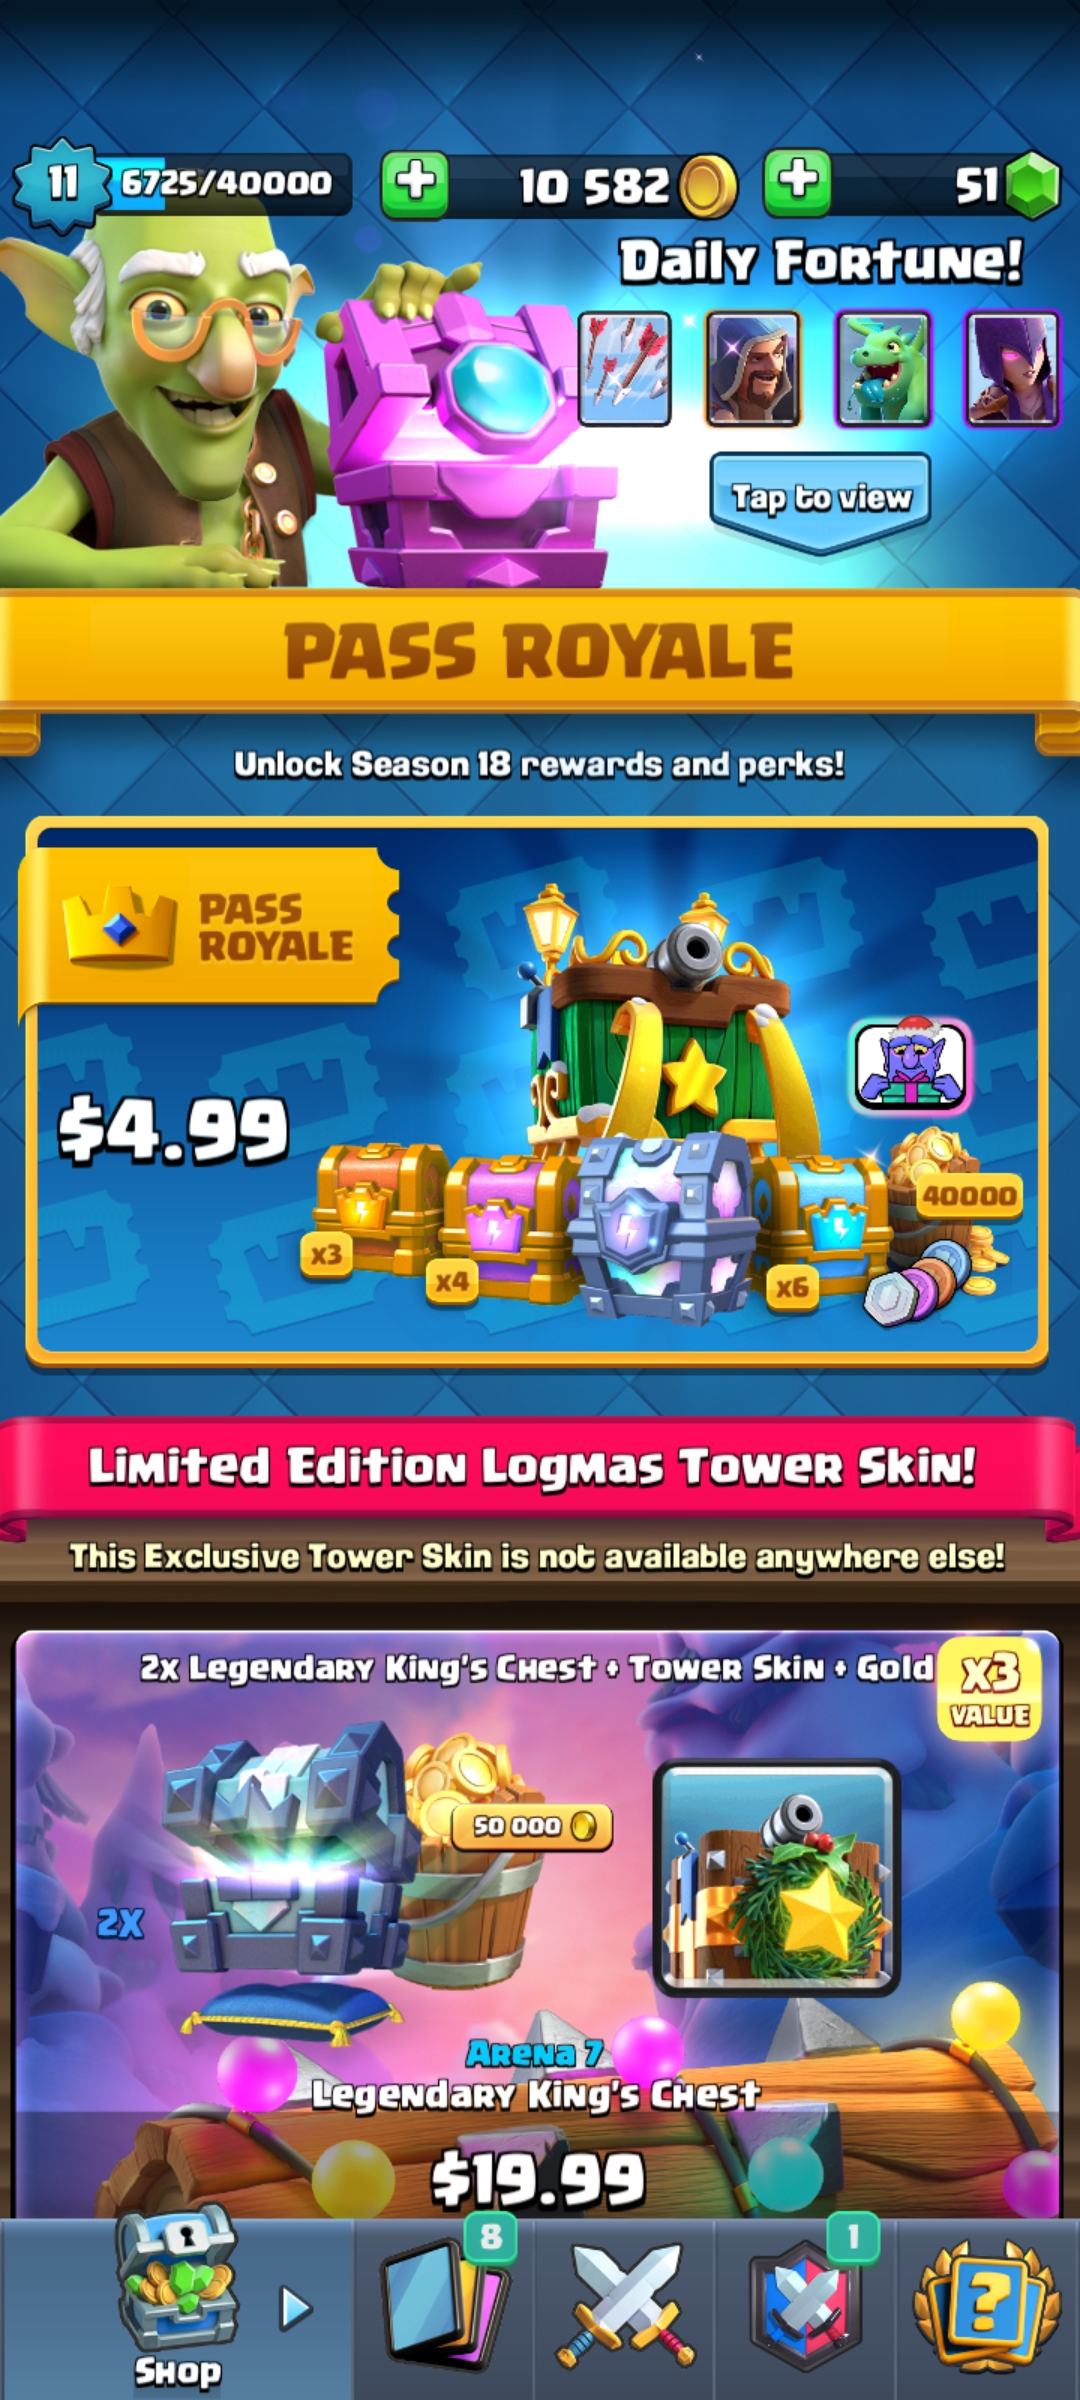 11
6725/40000
10 582
51
Daily Fortune!
Tap to view
PASS ROYALE
Unlock Season 18 rewards and perks!
PASS
ROYALE
$4.99
40000
x3
x4
x6
Limited Edition Logmas Tower Skin!
This Exclusive Tower Skin is not available anywhere else!
2x Legendary King's Chest + Tower Skin + Gold
x3
VALUE
50 000
2X
Arena 7
Legendary King's Chest
$19.99
8
1
?
Shop